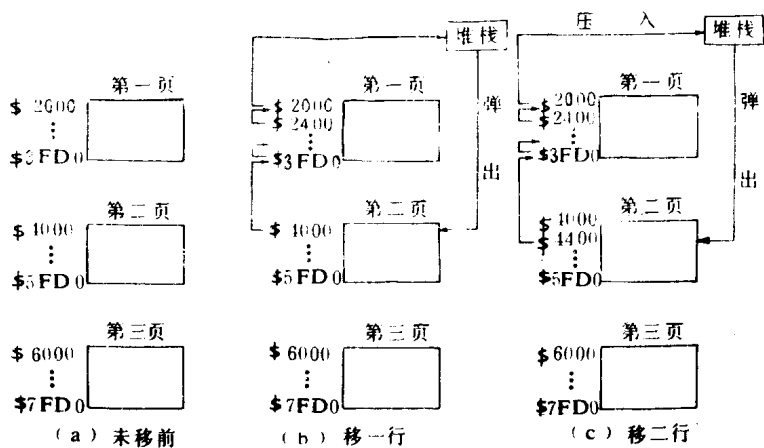 堆栈
压 入
堆栈
第一页
$2000
⋮
$3FD0
第二页
$4000
⋮
$5FD0
第三页
$6000
⋮
$7FD0
(a) 未移前
第一页
$2000
$2400
⋮
$3FD0
弹
出
第二页
$4000
⋮
$5FD0
第三页
$6000
⋮
$7FD0
(b) 移一行
第一页
$2000
$2400
⋮
$3FD0
弹
出
第二页
$4000
$4400
⋮
$5FD0
第三页
$6000
⋮
$7FD0
(c) 移二行